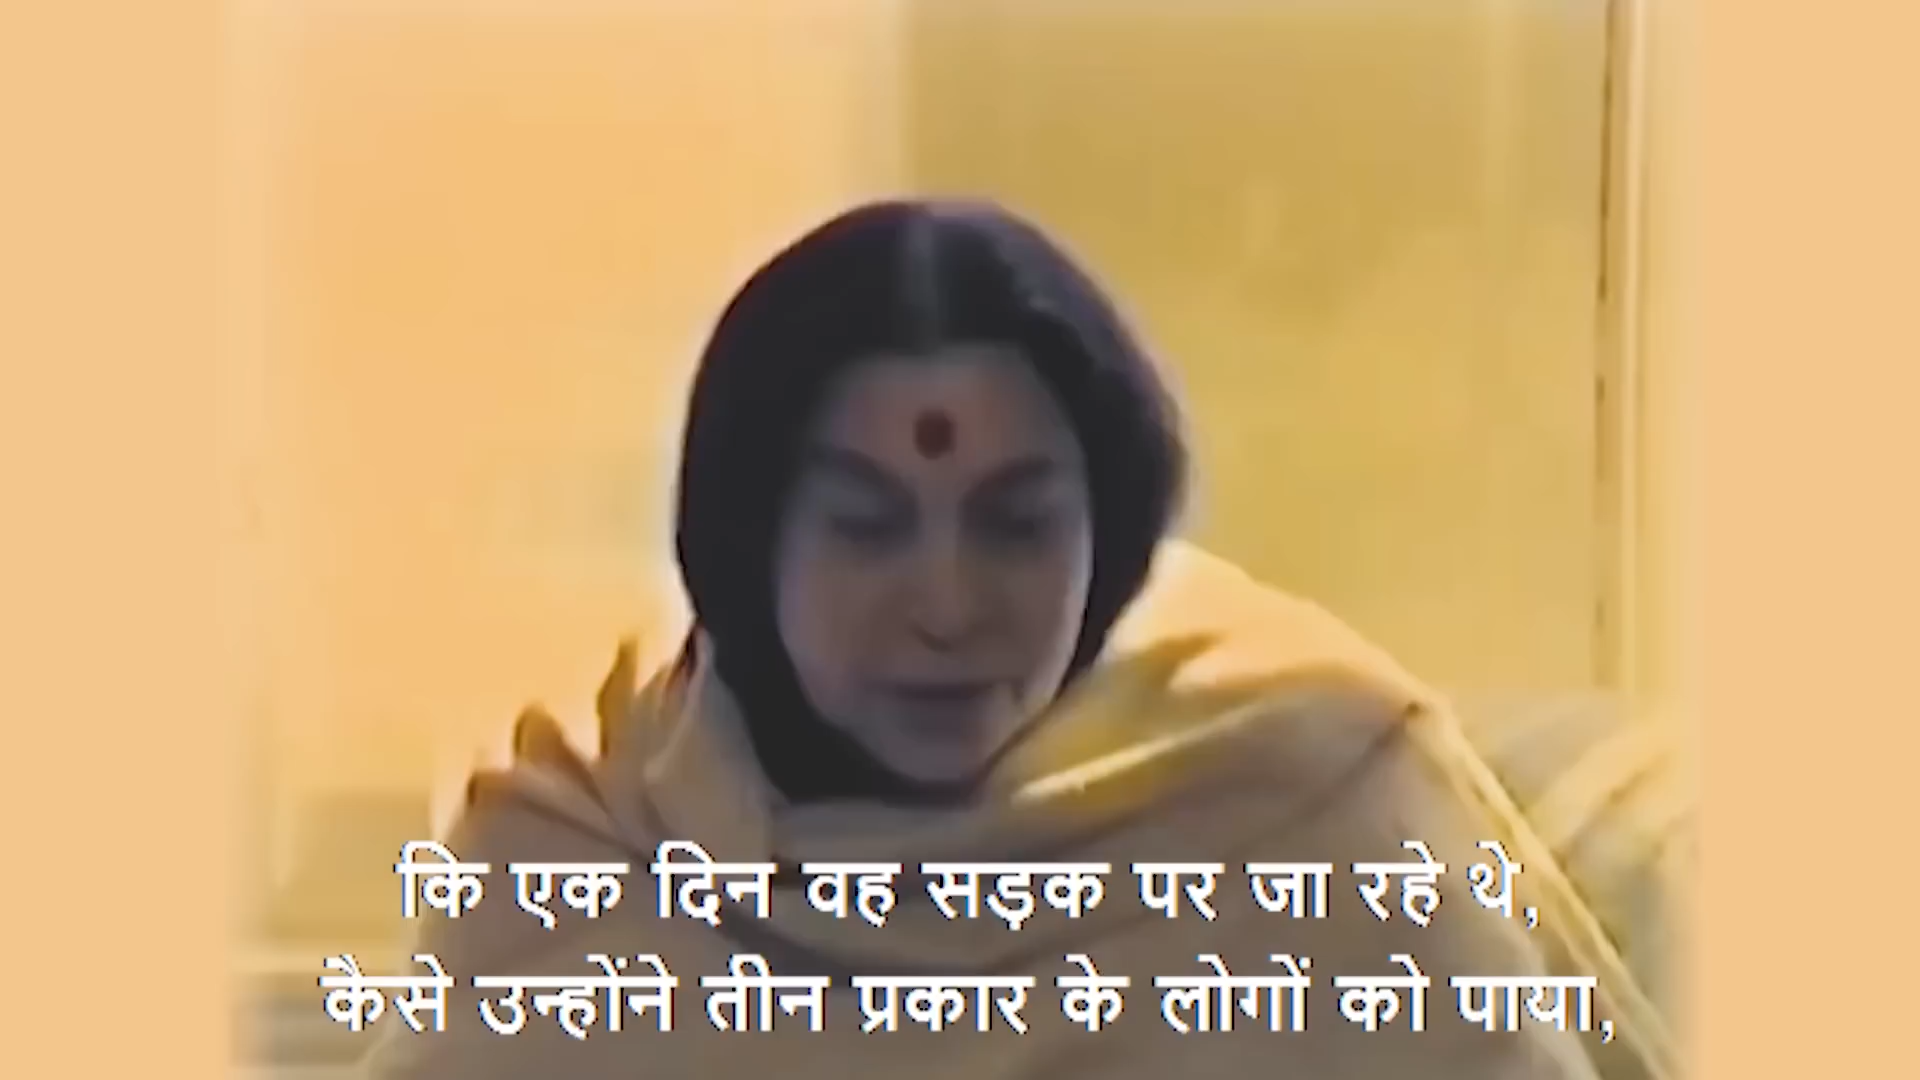 कि एक दिन वह सड़क पर जा रहे थे,
कैसे उन्होंने तीन प्रकार के लोगों को पाया,